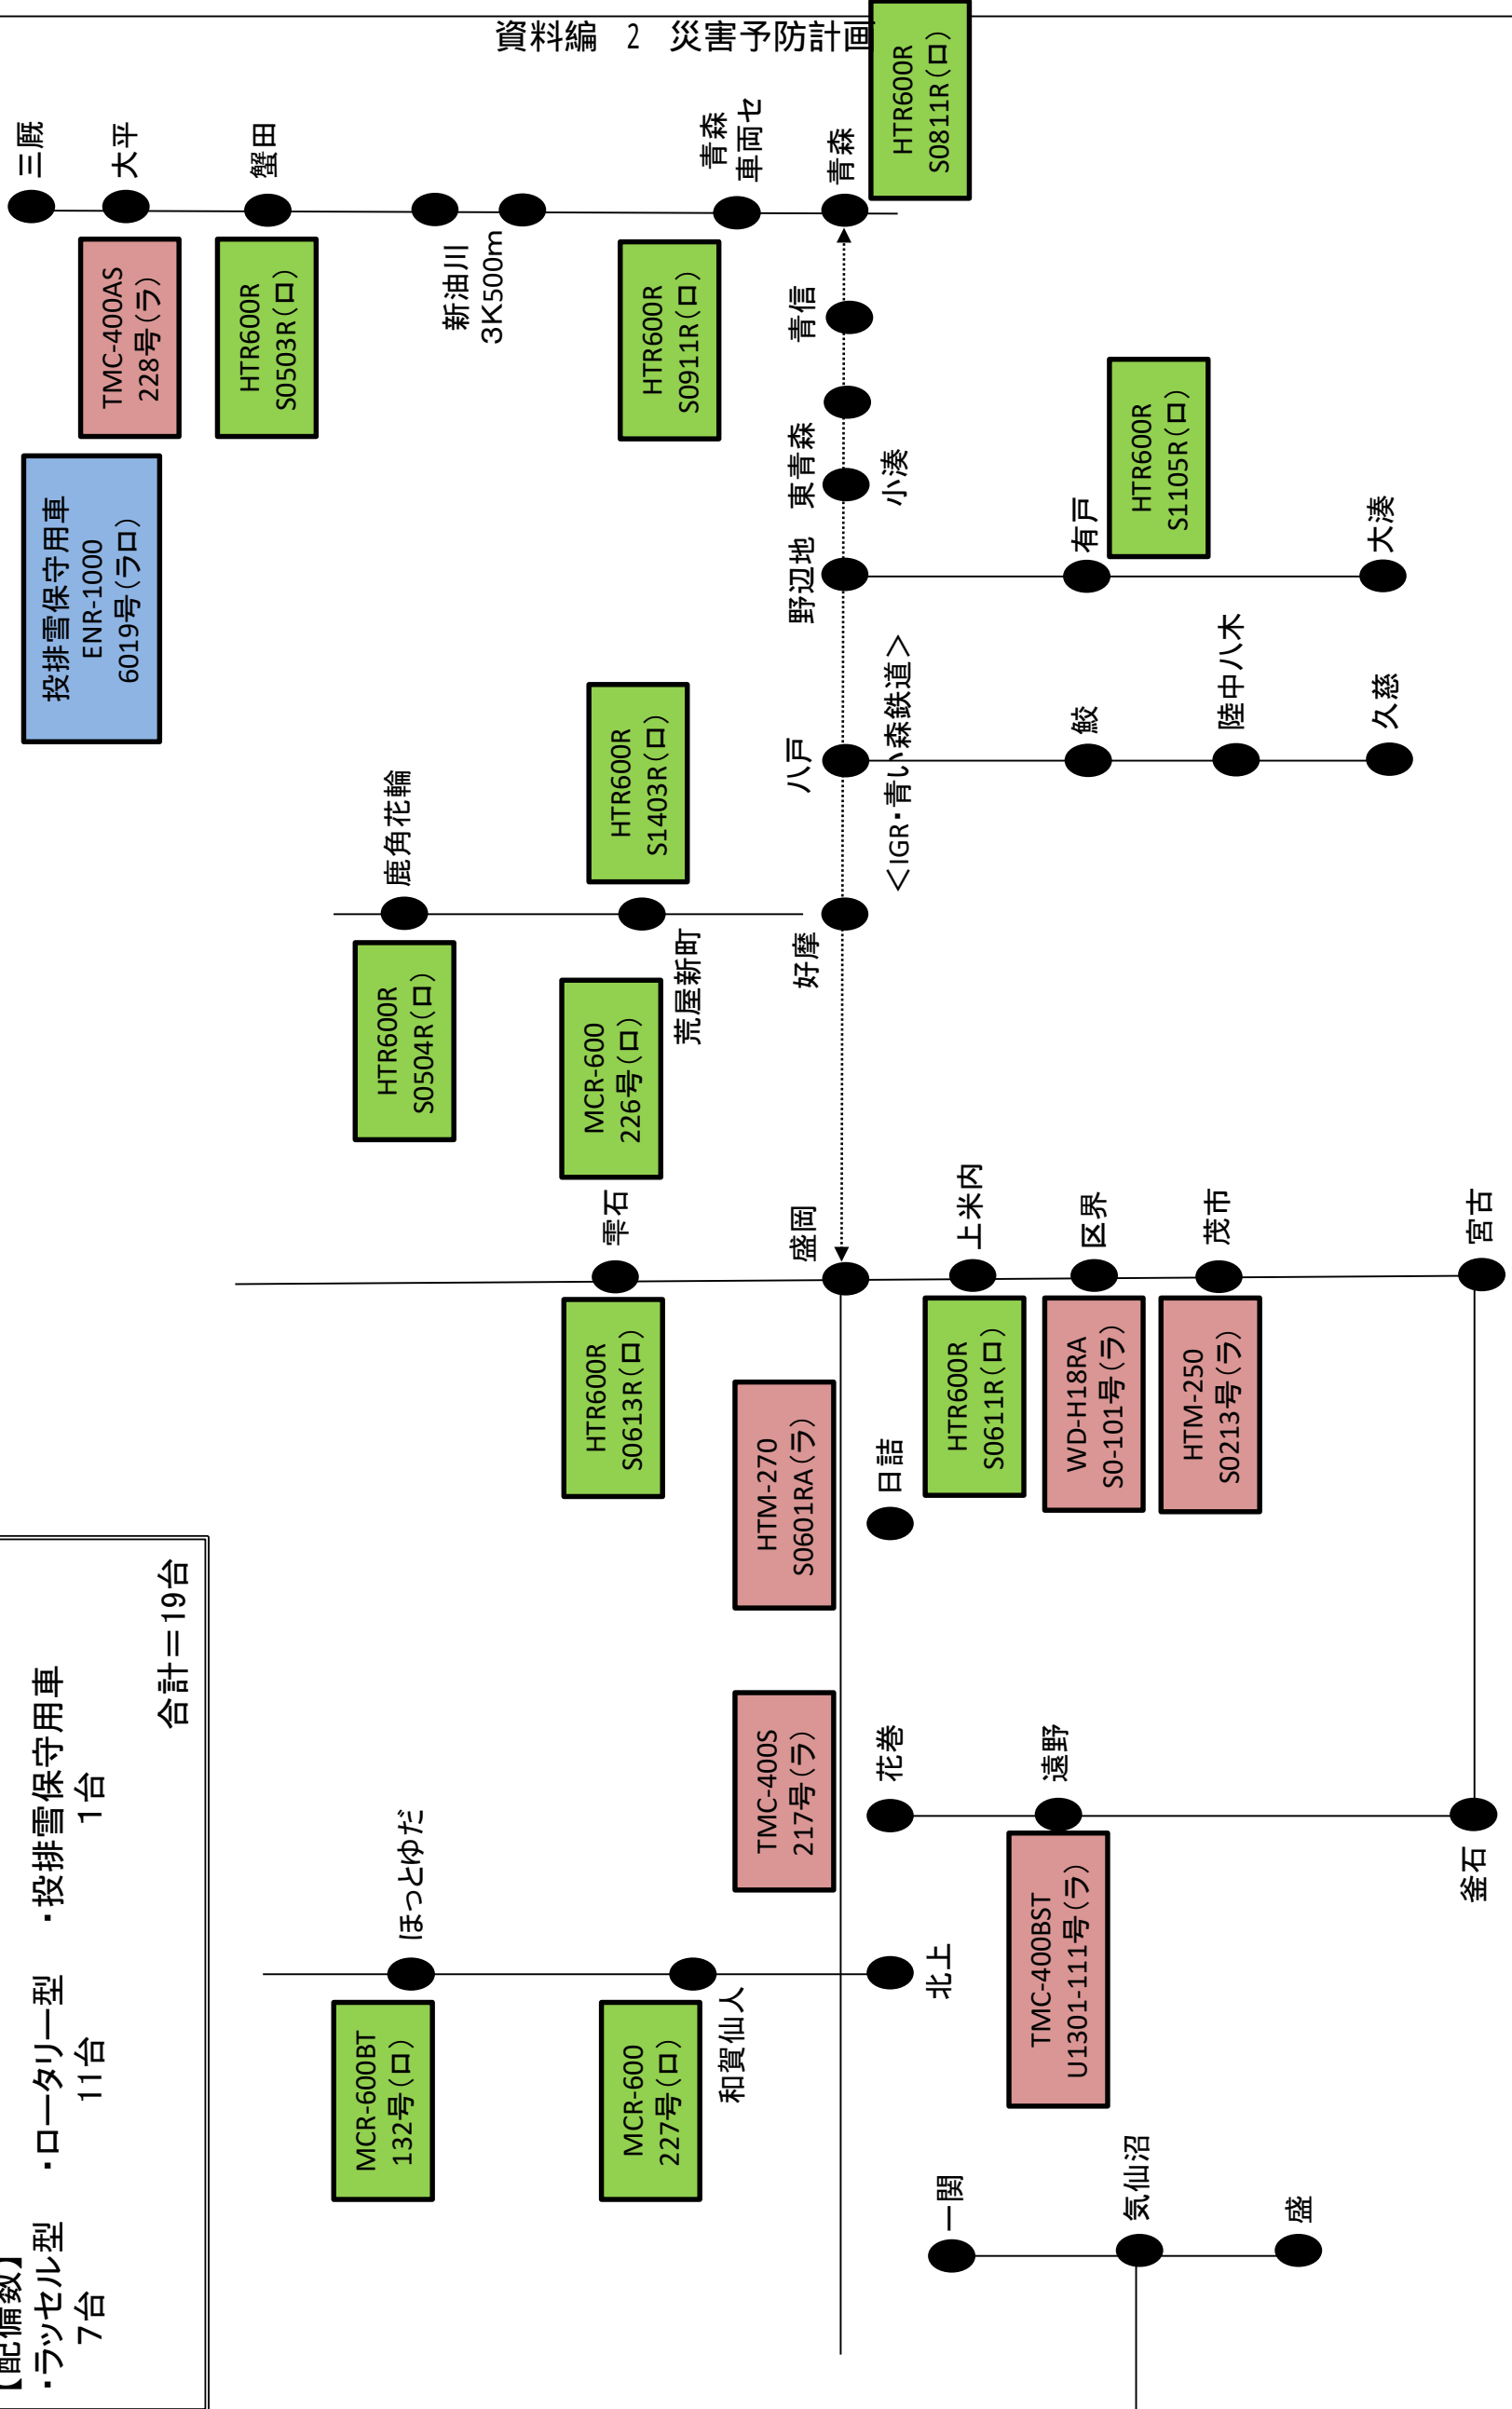 資料編　2　災害予防計画
【配備数】
・ラッセル型
7台
・ロータリー型
11台
・投排雪保守用車
1台
合計＝19台
三厩
大平
蟹田
新油川
3K500m
青森
車両セ
青森
HTR600R
S0811R(ロ)
TMC-400AS
228号(ラ)
HTR600R
S0503R(ロ)
HTR600R
S0911R(ロ)
青信
東青森
小湊
野辺地
有戸
大湊
HTR600R
S1105R(ロ)
投排雪保守用車
ENR-1000
6019号(ラロ)
八戸
＜IGR・青い森鉄道＞
鮫
陸中八木
久慈
鹿角花輪
HTR600R
S1403R(ロ)
荒屋新町
好摩
HTR600R
S0504R(ロ)
MCR-600
226号(ロ)
雫石
盛岡
上米内
区界
茂市
宮古
HTR600R
S0613R(ロ)
HTM-270
S0601RA(ラ)
日詰
HTR600R
S0611R(ロ)
WD-H18RA
S0-101号(ラ)
HTM-250
S0213号(ラ)
TMC-400S
217号(ラ)
花巻
遠野
釜石
TMC-400BST
U1301-111号(ラ)
ほっとゆだ
和賀仙人
北上
MCR-600BT
132号(ロ)
MCR-600
227号(ロ)
一関
気仙沼
盛